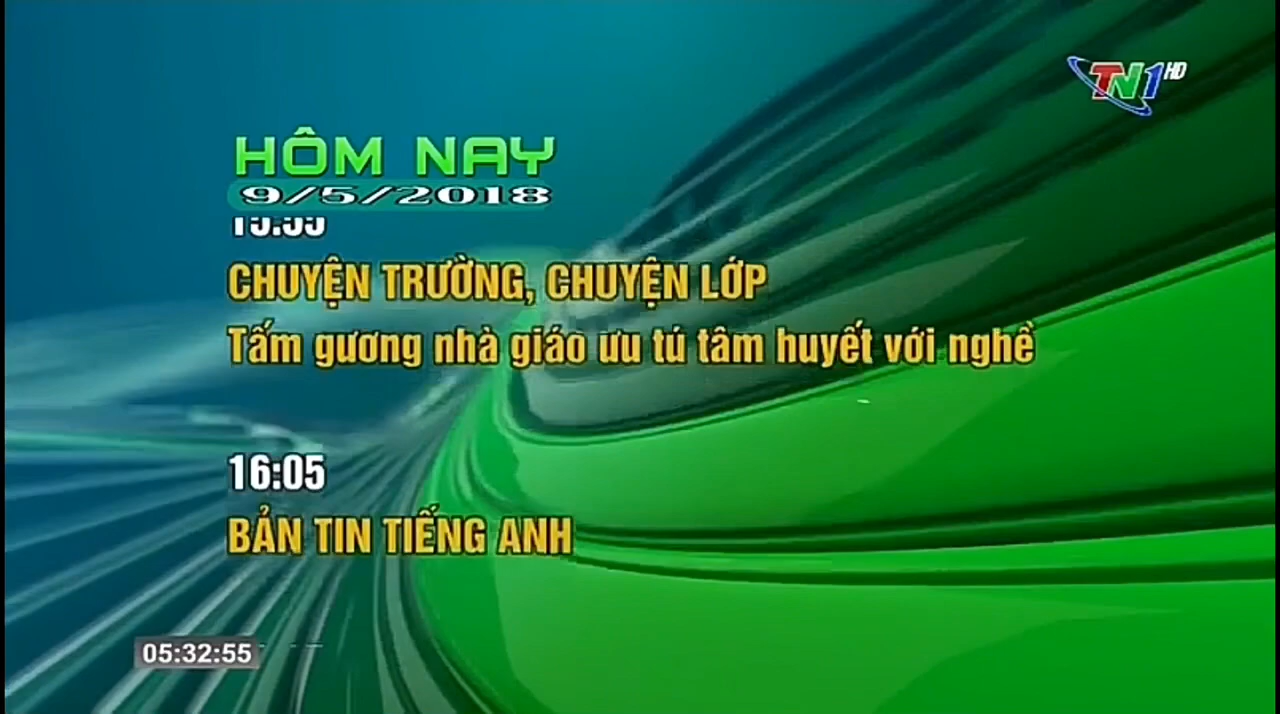 TN1 HD
HÔM NAY
9/5/2018
CHUYỆN TRƯỜNG, CHUYỆN LỚP
Tấm gương nhà giáo ưu tú tâm huyết với nghề
16:05
BẢN TIN TIẾNG ANH
05:32:55